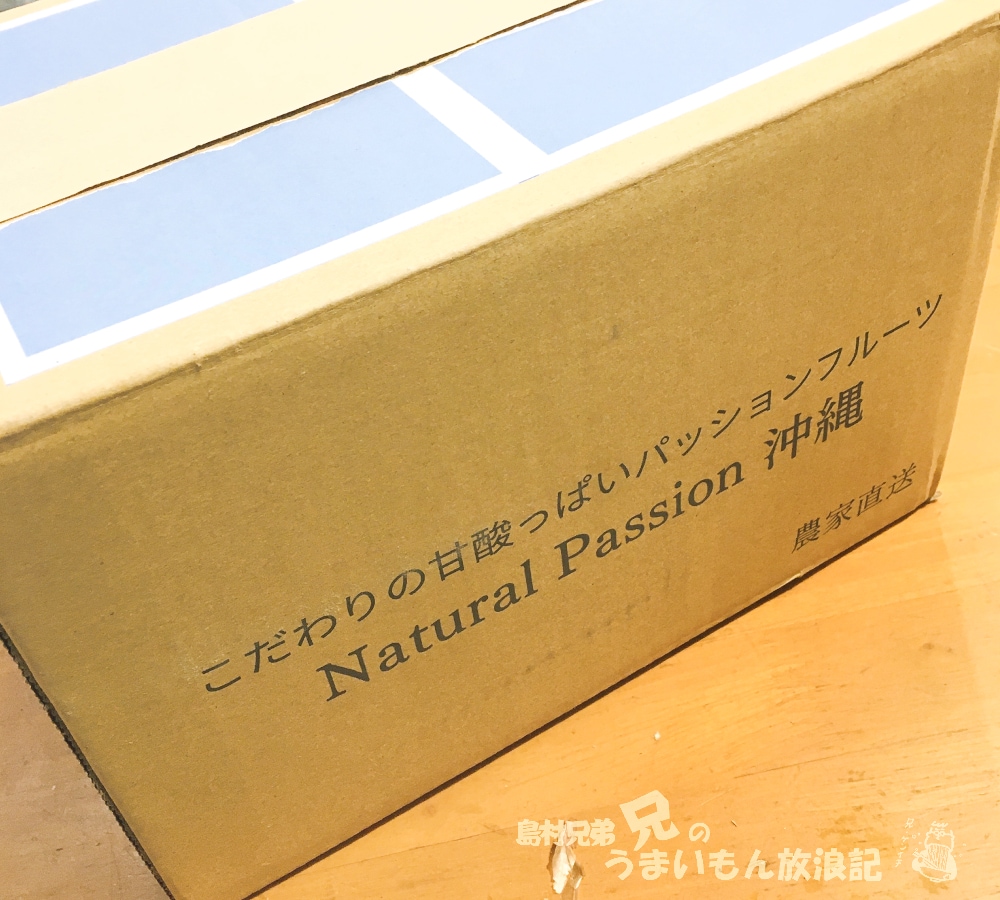 こだわりの甘酸っぱいパッションフルーツ
Natural Passion 沖縄
農家直送
島村兄弟 兄の
うまいもん放浪記